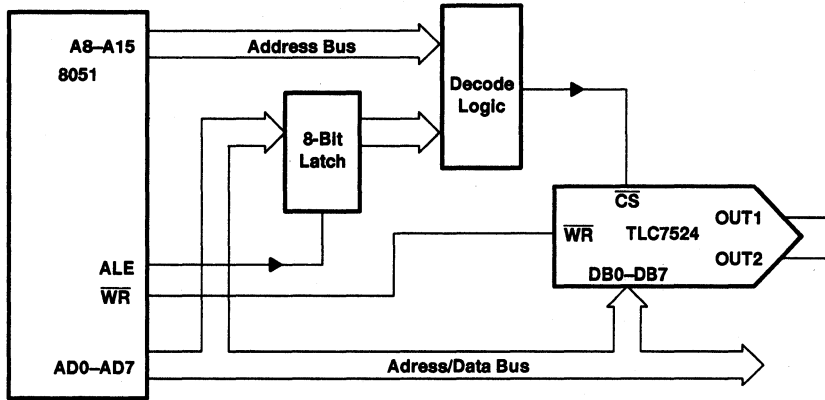 A8–A15
8051
Address Bus
Decode
Logic
8-Bit
Latch
CS
OUT1
WR
TLC7524
OUT2
DB0–DB7
ALE
WR
AD0–AD7
Adress/Data Bus